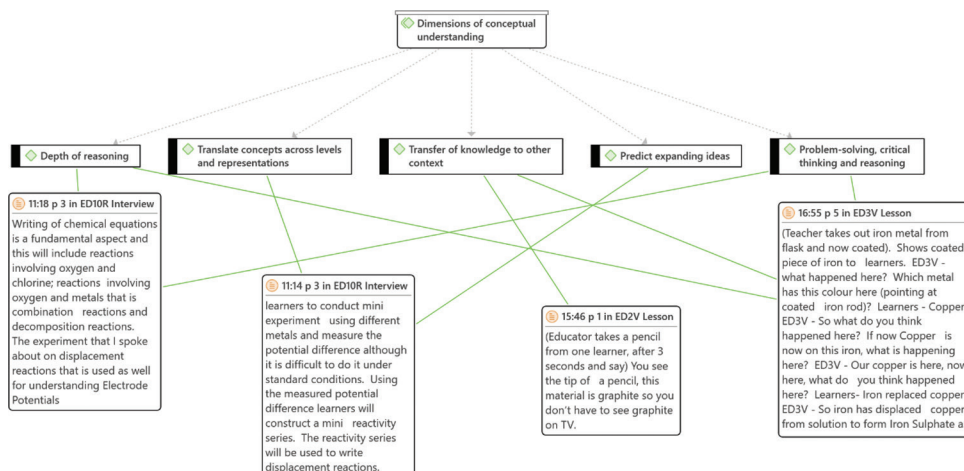 Dimensions of conceptual
understanding
Depth of reasoning
Translate concepts across levels
and representations
Transfer of knowledge to other
context
Predict expanding ideas
Problem-solving, critical
thinking and reasoning
11:18 p 3 in ED10R Interview
Writing of chemical equations
is a fundamental aspect and
this will include reactions
involving oxygen and
chlorine; reactions involving
oxygen and metals that is
combination reactions and
decomposition reactions.
The experiment that I spoke
about on displacement
reactions that is used as well
for understanding Electrode
Potentials
11:14 p 3 in ED10R Interview
learners to conduct mini
experiment using different
metals and measure the
potential difference although
it is difficult to do it under
standard conditions. Using
the measured potential
difference learners will
construct a mini reactivity
series. The reactivity series
will be used to write
displacement reactions.
15:46 p 1 in ED2V Lesson
(Educator takes a pencil
from one learner, after 3
seconds and say) You see
the tip of a pencil, this
material is graphite so you
don't have to see graphite
on TV.
16:55 p 5 in ED3V Lesson
(Teacher takes out iron metal from
flask and now coated). Shows coated
piece of iron to learners. ED3V -
what happened here? Which metal
has this colour here (pointing at
coated iron rod)? Learners - Copper
ED3V - So what do you think
happened here? If now Copper is
now on this iron, what is happening
here? ED3V - Our copper is here, now
here, what do you think happened
here? Learners- Iron replaced copper
ED3V - So iron has displaced copper
from solution to form Iron Sulphate a